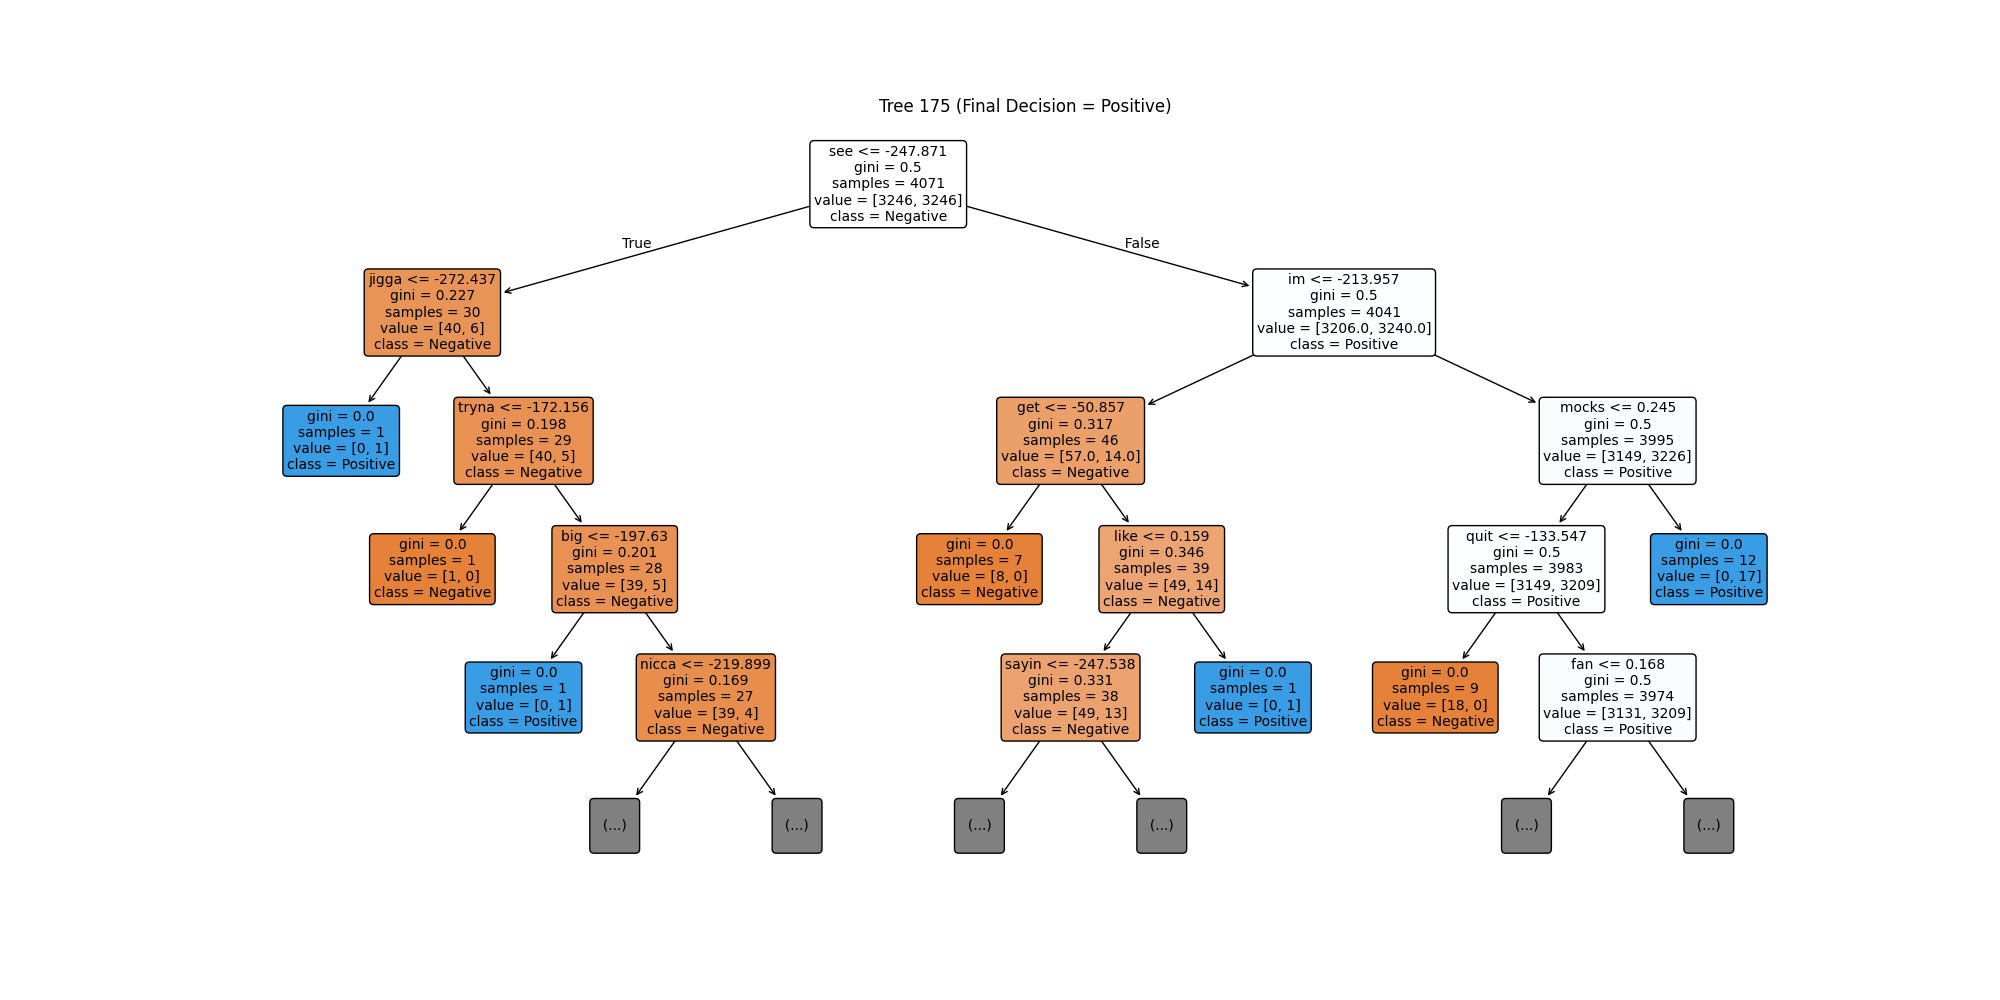 Tree 175 (Final Decision = Positive)
see <= -247.871
gini = 0.5
samples = 4071
value = [3246, 3246]
class = Negative
True
False
jigga <= -272.437
gini = 0.227
samples = 30
value = [40, 6]
class = Negative
im <= -213.957
gini = 0.5
samples = 4041
value = [3206.0, 3240.0]
class = Positive
gini = 0.0
samples = 1
value = [0, 1]
class = Positive
tryna <= -172.156
gini = 0.198
samples = 29
value = [40, 5]
class = Negative
get <= -50.857
gini = 0.317
samples = 46
value = [57.0, 14.0]
class = Negative
mocks <= 0.245
gini = 0.5
samples = 3995
value = [3149, 3226]
class = Positive
gini = 0.0
samples = 1
value = [1, 0]
class = Negative
big <= -197.63
gini = 0.201
samples = 28
value = [39, 5]
class = Negative
gini = 0.0
samples = 7
value = [8, 0]
class = Negative
like <= 0.159
gini = 0.346
samples = 39
value = [49, 14]
class = Negative
quit <= -133.547
gini = 0.5
samples = 3983
value = [3149, 3209]
class = Positive
gini = 0.0
samples = 12
value = [0, 17]
class = Positive
gini = 0.0
samples = 1
value = [0, 1]
class = Positive
nicca <= -219.899
gini = 0.169
samples = 27
value = [39, 4]
class = Negative
sayin <= -247.538
gini = 0.331
samples = 38
value = [49, 13]
class = Negative
gini = 0.0
samples = 1
value = [0, 1]
class = Positive
gini = 0.0
samples = 9
value = [18, 0]
class = Negative
fan <= 0.168
gini = 0.5
samples = 3974
value = [3131, 3209]
class = Positive
(...)
(...)
(...)
(...)
(...)
(...)